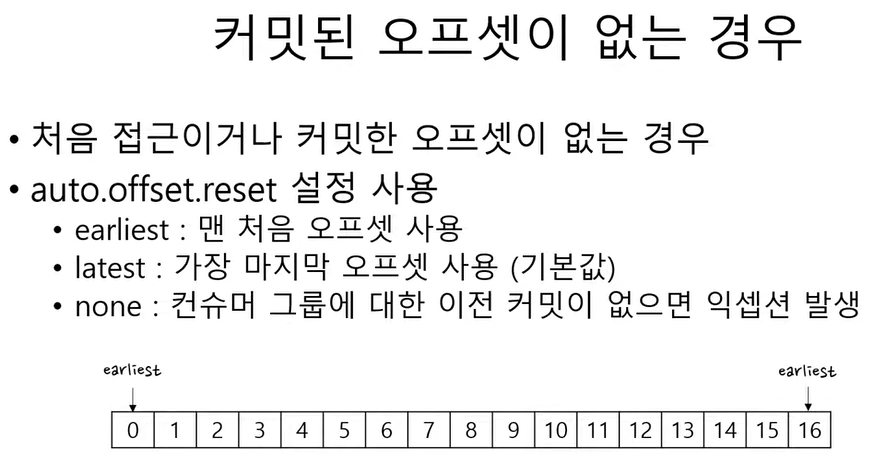 커밋된 오프셋이 없는 경우
• 처음 접근이거나 커밋한 오프셋이 없는 경우
• auto.offset.reset 설정 사용
• earliest : 맨 처음 오프셋 사용
• latest : 가장 마지막 오프셋 사용 (기본값)
• none : 컨슈머 그룹에 대한 이전 커밋이 없으면 익셉션 발생
earliest earliest
0 1 2 3 4 5 6 7 8 9 10 11 12 13 14 15 16